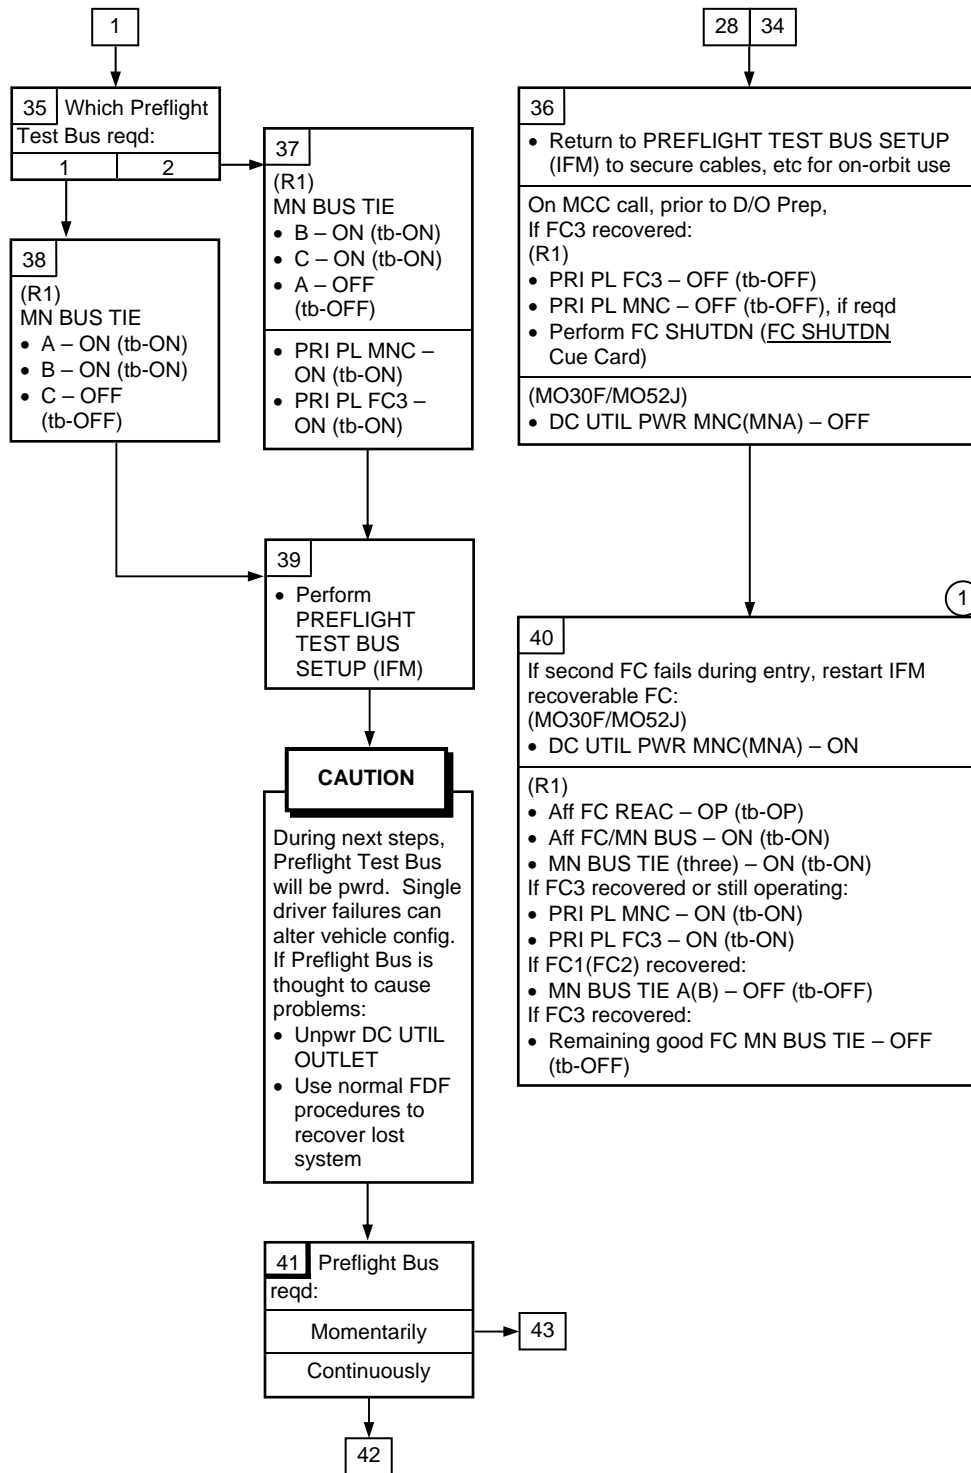 1
35 Which Preflight
Test Bus reqd:
1 2
38
(R1)
MN BUS TIE
• A – ON (tb-ON)
• B – ON (tb-ON)
• C – OFF
(tb-OFF)
37
(R1)
MN BUS TIE
• B – ON (tb-ON)
• C – ON (tb-ON)
• A – OFF
(tb-OFF)
• PRI PL MNC –
ON (tb-ON)
• PRI PL FC3 –
ON (tb-ON)
39
• Perform
PREFLIGHT
TEST BUS
SETUP (IFM)
CAUTION
During next steps,
Preflight Test Bus
will be pwrd. Single
driver failures can
alter vehicle config.
If Preflight Bus is
thought to cause
problems:
• Unpwr DC UTIL
OUTLET
• Use normal FDF
procedures to
recover lost
system
41 Preflight Bus
reqd:
Momentarily
Continuously
43
42
28 34
36
• Return to PREFLIGHT TEST BUS SETUP
(IFM) to secure cables, etc for on-orbit use
On MCC call, prior to D/O Prep,
If FC3 recovered:
(R1)
• PRI PL FC3 – OFF (tb-OFF)
• PRI PL MNC – OFF (tb-OFF), if reqd
• Perform FC SHUTDN (FC SHUTDN
Cue Card)
(MO30F/MO52J)
• DC UTIL PWR MNC(MNA) – OFF
1
40
If second FC fails during entry, restart IFM
recoverable FC:
(MO30F/MO52J)
• DC UTIL PWR MNC(MNA) – ON
(R1)
• Aff FC REAC – OP (tb-OP)
• Aff FC/MN BUS – ON (tb-ON)
• MN BUS TIE (three) – ON (tb-ON)
If FC3 recovered or still operating:
• PRI PL MNC – ON (tb-ON)
• PRI PL FC3 – ON (tb-ON)
If FC1(FC2) recovered:
• MN BUS TIE A(B) – OFF (tb-OFF)
If FC3 recovered:
• Remaining good FC MN BUS TIE – OFF
(tb-OFF)